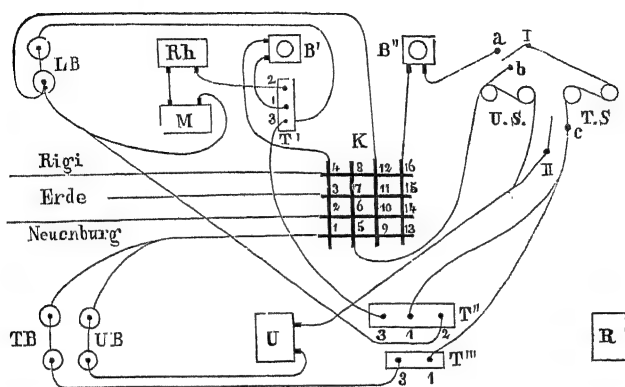 LB
Rh
M
B'
2
1
3
T'
B"
a
I
b
U.S.
T.S
c
II
K
Rigi
Erde
Neuenburg
4 8 12 16
3 7 11 15
2 6 10 14
1 5 9 13
TB
UB
U
T"
3 1 2
T'''
3 1
R